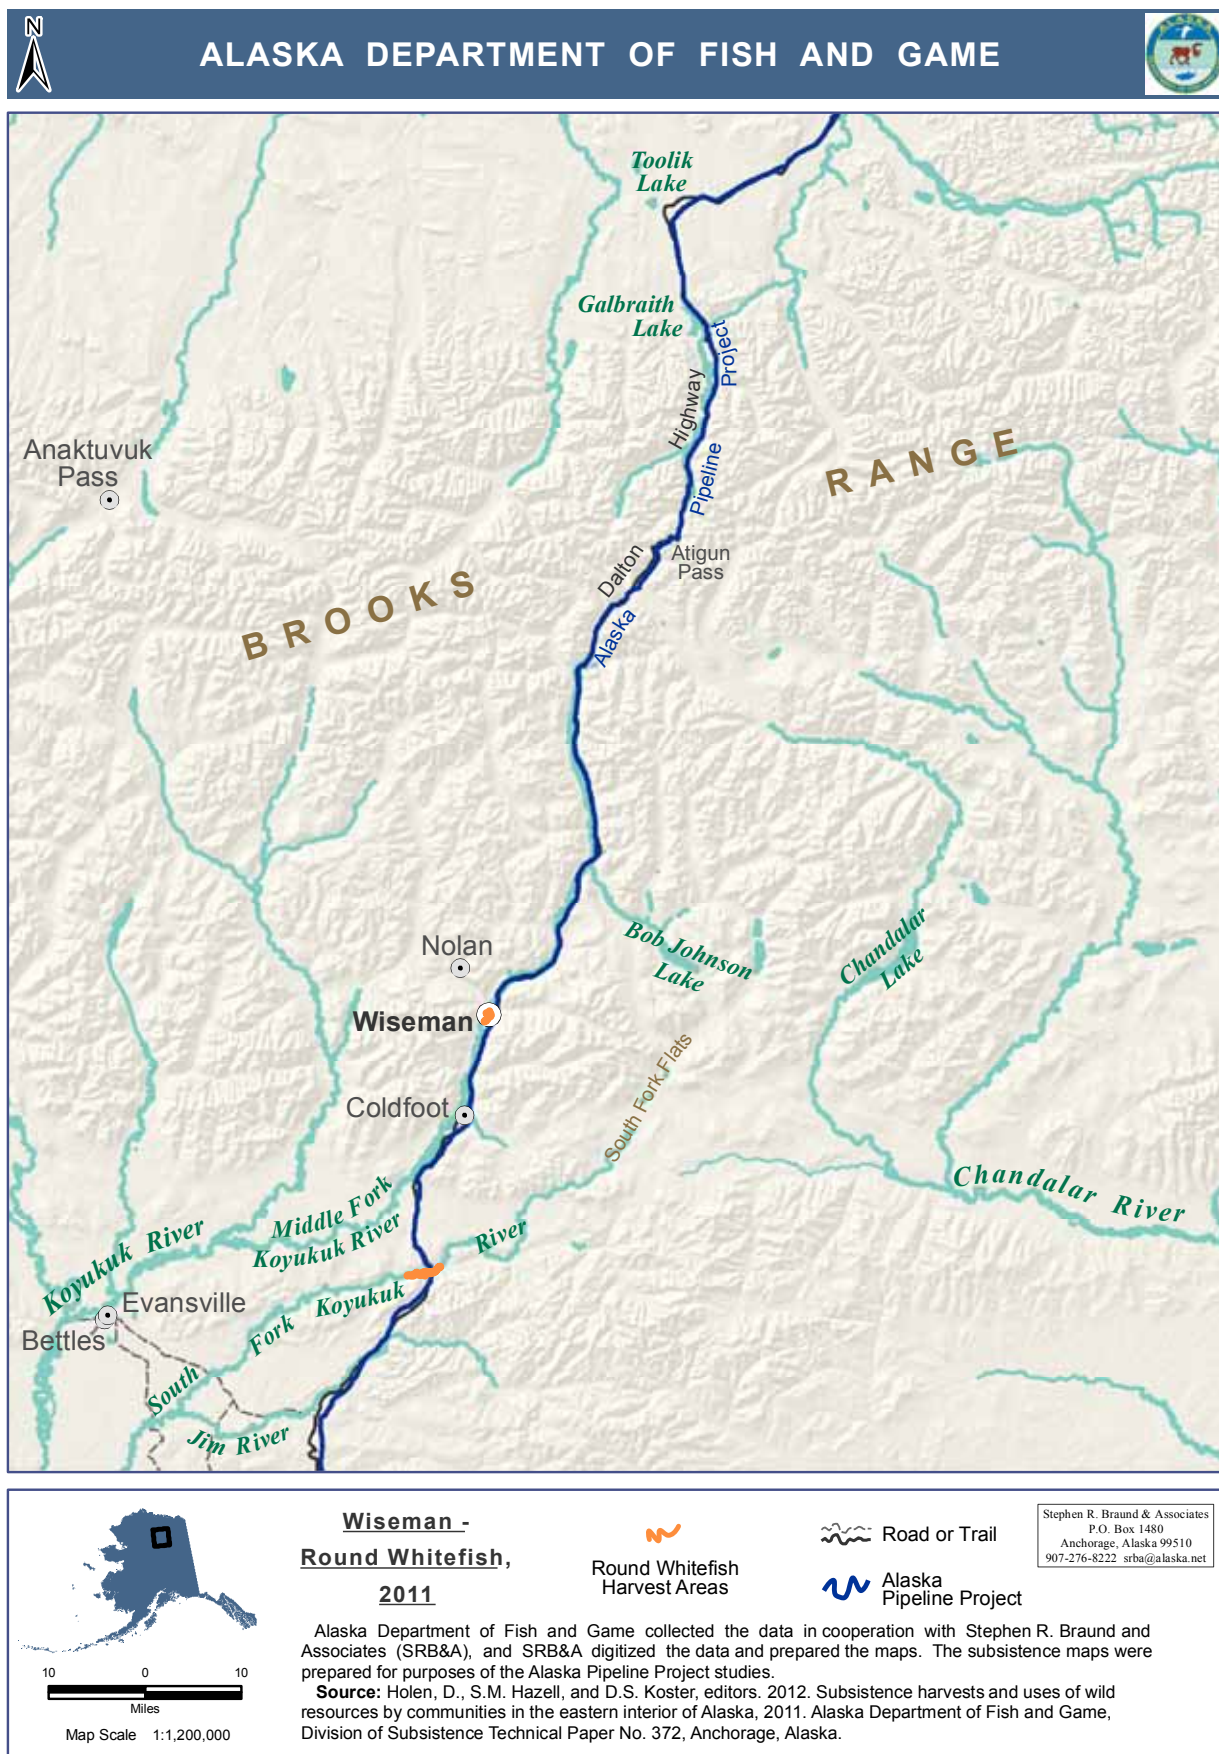 N
ALASKA DEPARTMENT OF FISH AND GAME
ALASKA
Toolik
Lake
Galbraith
Lake
Project
Highway
Pipeline
Anaktuvuk
Pass
RANGE
Atigun
Pass
Dalton
BROOKS
Alaska
Bob Johnson
Lake
Chandalar
Lake
Nolan
Wiseman
South Fork Flats
Coldfoot
Chandalar River
Middle Fork
Koyukuk River
River
Koyukuk River
Koyukuk
Fork
South
Evansville
Bettles
Jim River
Wiseman -
Round Whitefish,
2011
Round Whitefish
Harvest Areas
Road or Trail
Alaska
Pipeline Project
Stephen R. Braund & Associates
P.O. Box 1480
Anchorage, Alaska 99510
907-276-8222 srba@alaska.net
10 0 10
Miles
Map Scale 1:1,200,000
Alaska Department of Fish and Game collected the data in cooperation with Stephen R. Braund and
Associates (SRB&A), and SRB&A digitized the data and prepared the maps. The subsistence maps were
prepared for purposes of the Alaska Pipeline Project studies.
Source: Holen, D., S.M. Hazell, and D.S. Koster, editors. 2012. Subsistence harvests and uses of wild
resources by communities in the eastern interior of Alaska, 2011. Alaska Department of Fish and Game,
Division of Subsistence Technical Paper No. 372, Anchorage, Alaska.